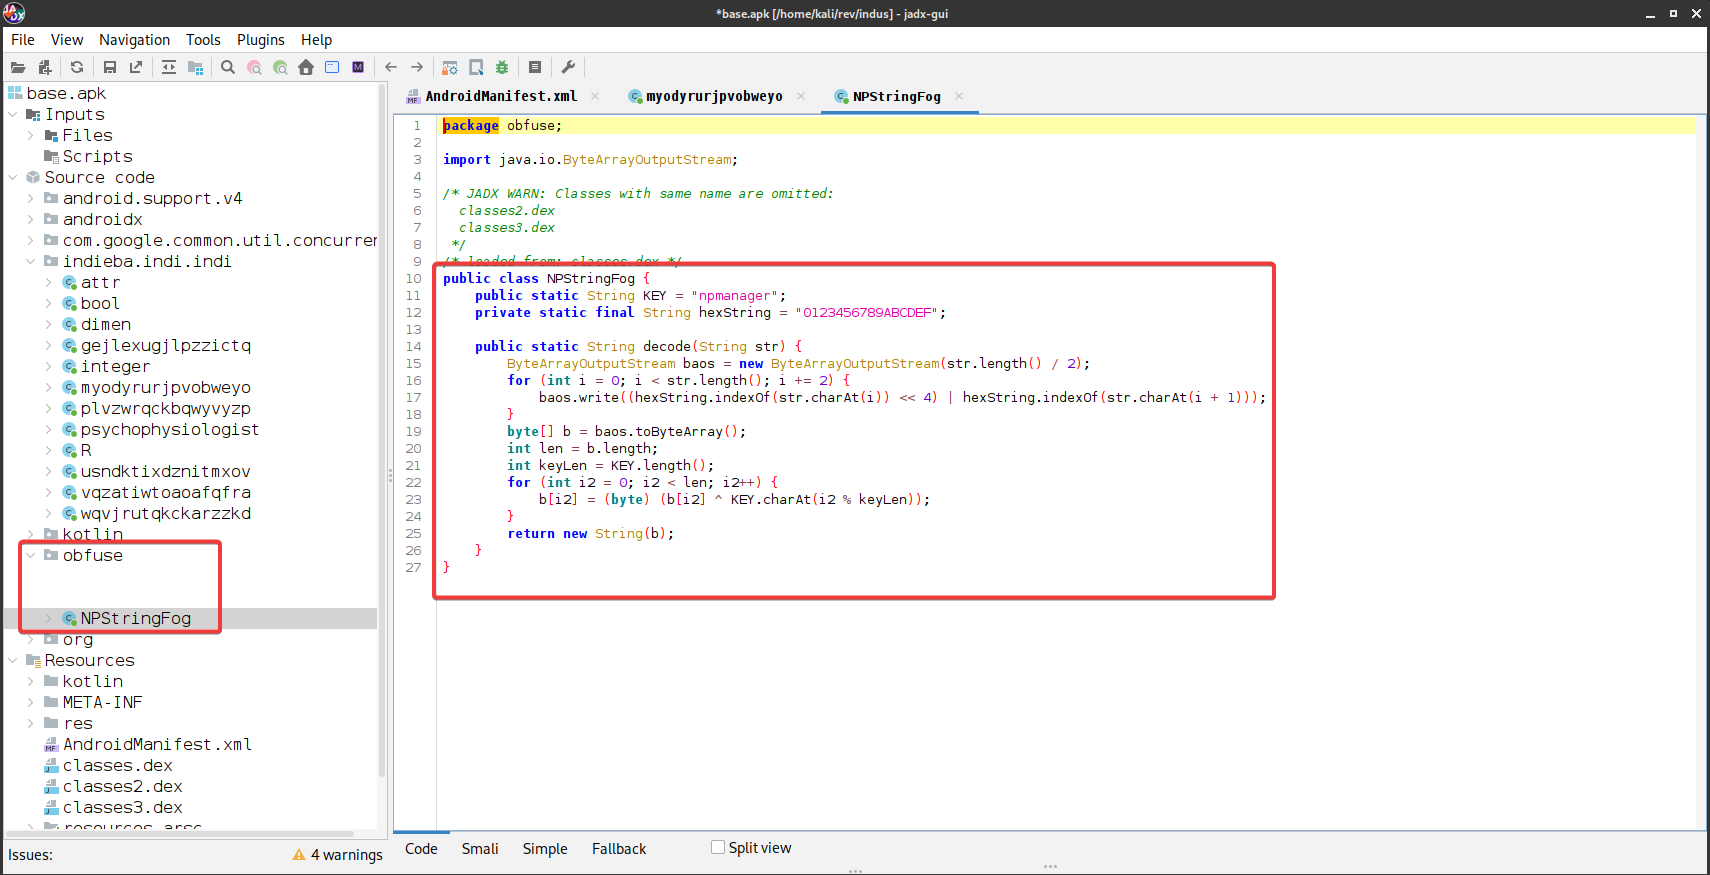 *base.apk [/home/kali/rev/indus] - jadx-gui
File View Navigation Tools Plugins Help
base.apk
Inputs
Files
Scripts
Source code
android.support.v4
androidx
com.google.common.util.concurrer
indieba.indi.indi
attr
bool
dimen
gejlexugjlpzzictq
integer
myodyrurjpvobweyo
plvzwrqckbqwyvyzp
psychophysiologist
R
usndktixdznitmxov
vqzatiwtoaoafqfra
wqvjrutqkckarzzkd
kotlin
obfuse
NPStringFog
org
Resources
kotlin
META-INF
res
AndroidManifest.xml
classes.dex
classes2.dex
classes3.dex
resources.arsc
Issues: 4 warnings
AndroidManifest.xml myodyrurjpvobweyo NPStringFog
1 package obfuse;
2
3 import java.io.ByteArrayOutputStream;
4
5 /* JADX WARN: Classes with same name are omitted:
6 classes2.dex
7 classes3.dex
8 */
9 /* loaded from: classes.dex */
10 public class NPStringFog {
11 public static String KEY = "npmanager";
12 private static final String hexString = "0123456789ABCDEF";
13
14 public static String decode(String str) {
15 ByteArrayOutputStream baos = new ByteArrayOutputStream(str.length() / 2);
16 for (int i = 0; i < str.length(); i += 2) {
17 baos.write((hexString.indexOf(str.charAt(i)) << 4) | hexString.indexOf(str.charAt(i + 1)));
18 }
19 byte[] b = baos.toByteArray();
20 int len = b.length;
21 int keyLen = KEY.length();
22 for (int i2 = 0; i2 < len; i2++) {
23 b[i2] = (byte) (b[i2] ^ KEY.charAt(i2 % keyLen));
24 }
25 return new String(b);
26 }
27 }
Code Smali Simple Fallback Split view